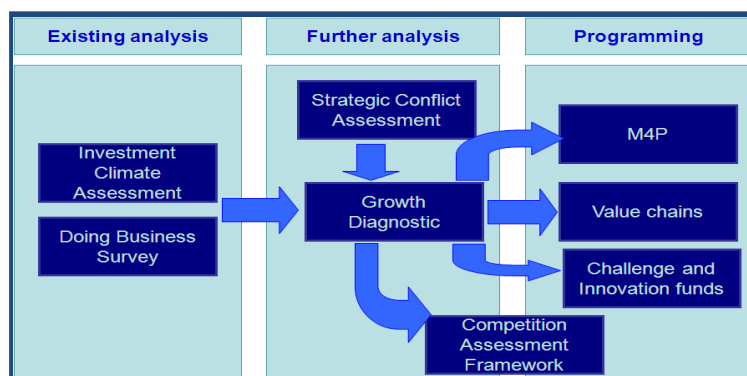 Existing analysis
Further analysis
Programming
Strategic Conflict
Assessment
Investment
Climate
Assessment
Doing Business
Survey
Growth
Diagnostic
M4P
Value chains
Challenge and
Innovation funds
Competition
Assessment
Framework